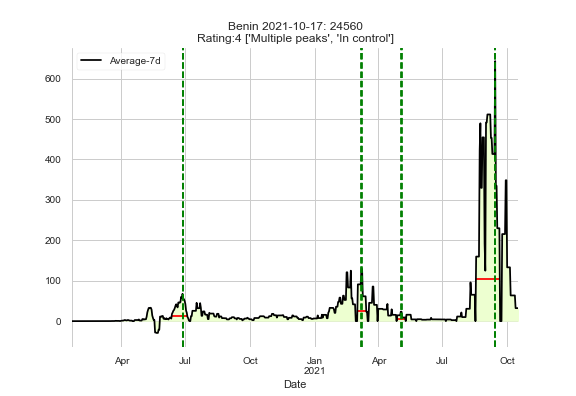 Benin 2021-10-17: 24560
Rating:4 ['Multiple peaks', 'In control']
Average-7d
600
500
400
300
200
100
0
Apr Jul Oct Jan Apr Jul Oct
2021
Date